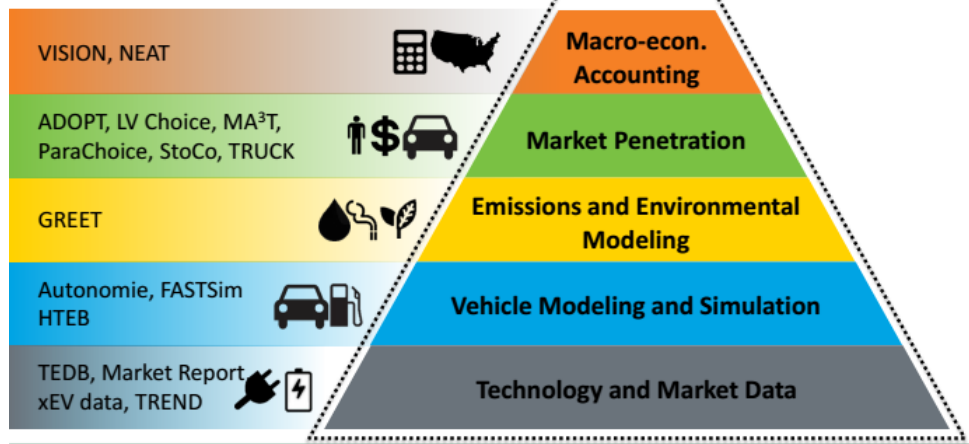 VISION, NEAT
Macro-econ.
Accounting
ADOPT, LV Choice, MA³T,
ParaChoice, StoCo, TRUCK
$
Market Penetration
GREET
Emissions and Environmental
Modeling
Autonomie, FASTSim
HTEB
Vehicle Modeling and Simulation
TEDB, Market Report,
xEV data, TREND
Technology and Market Data